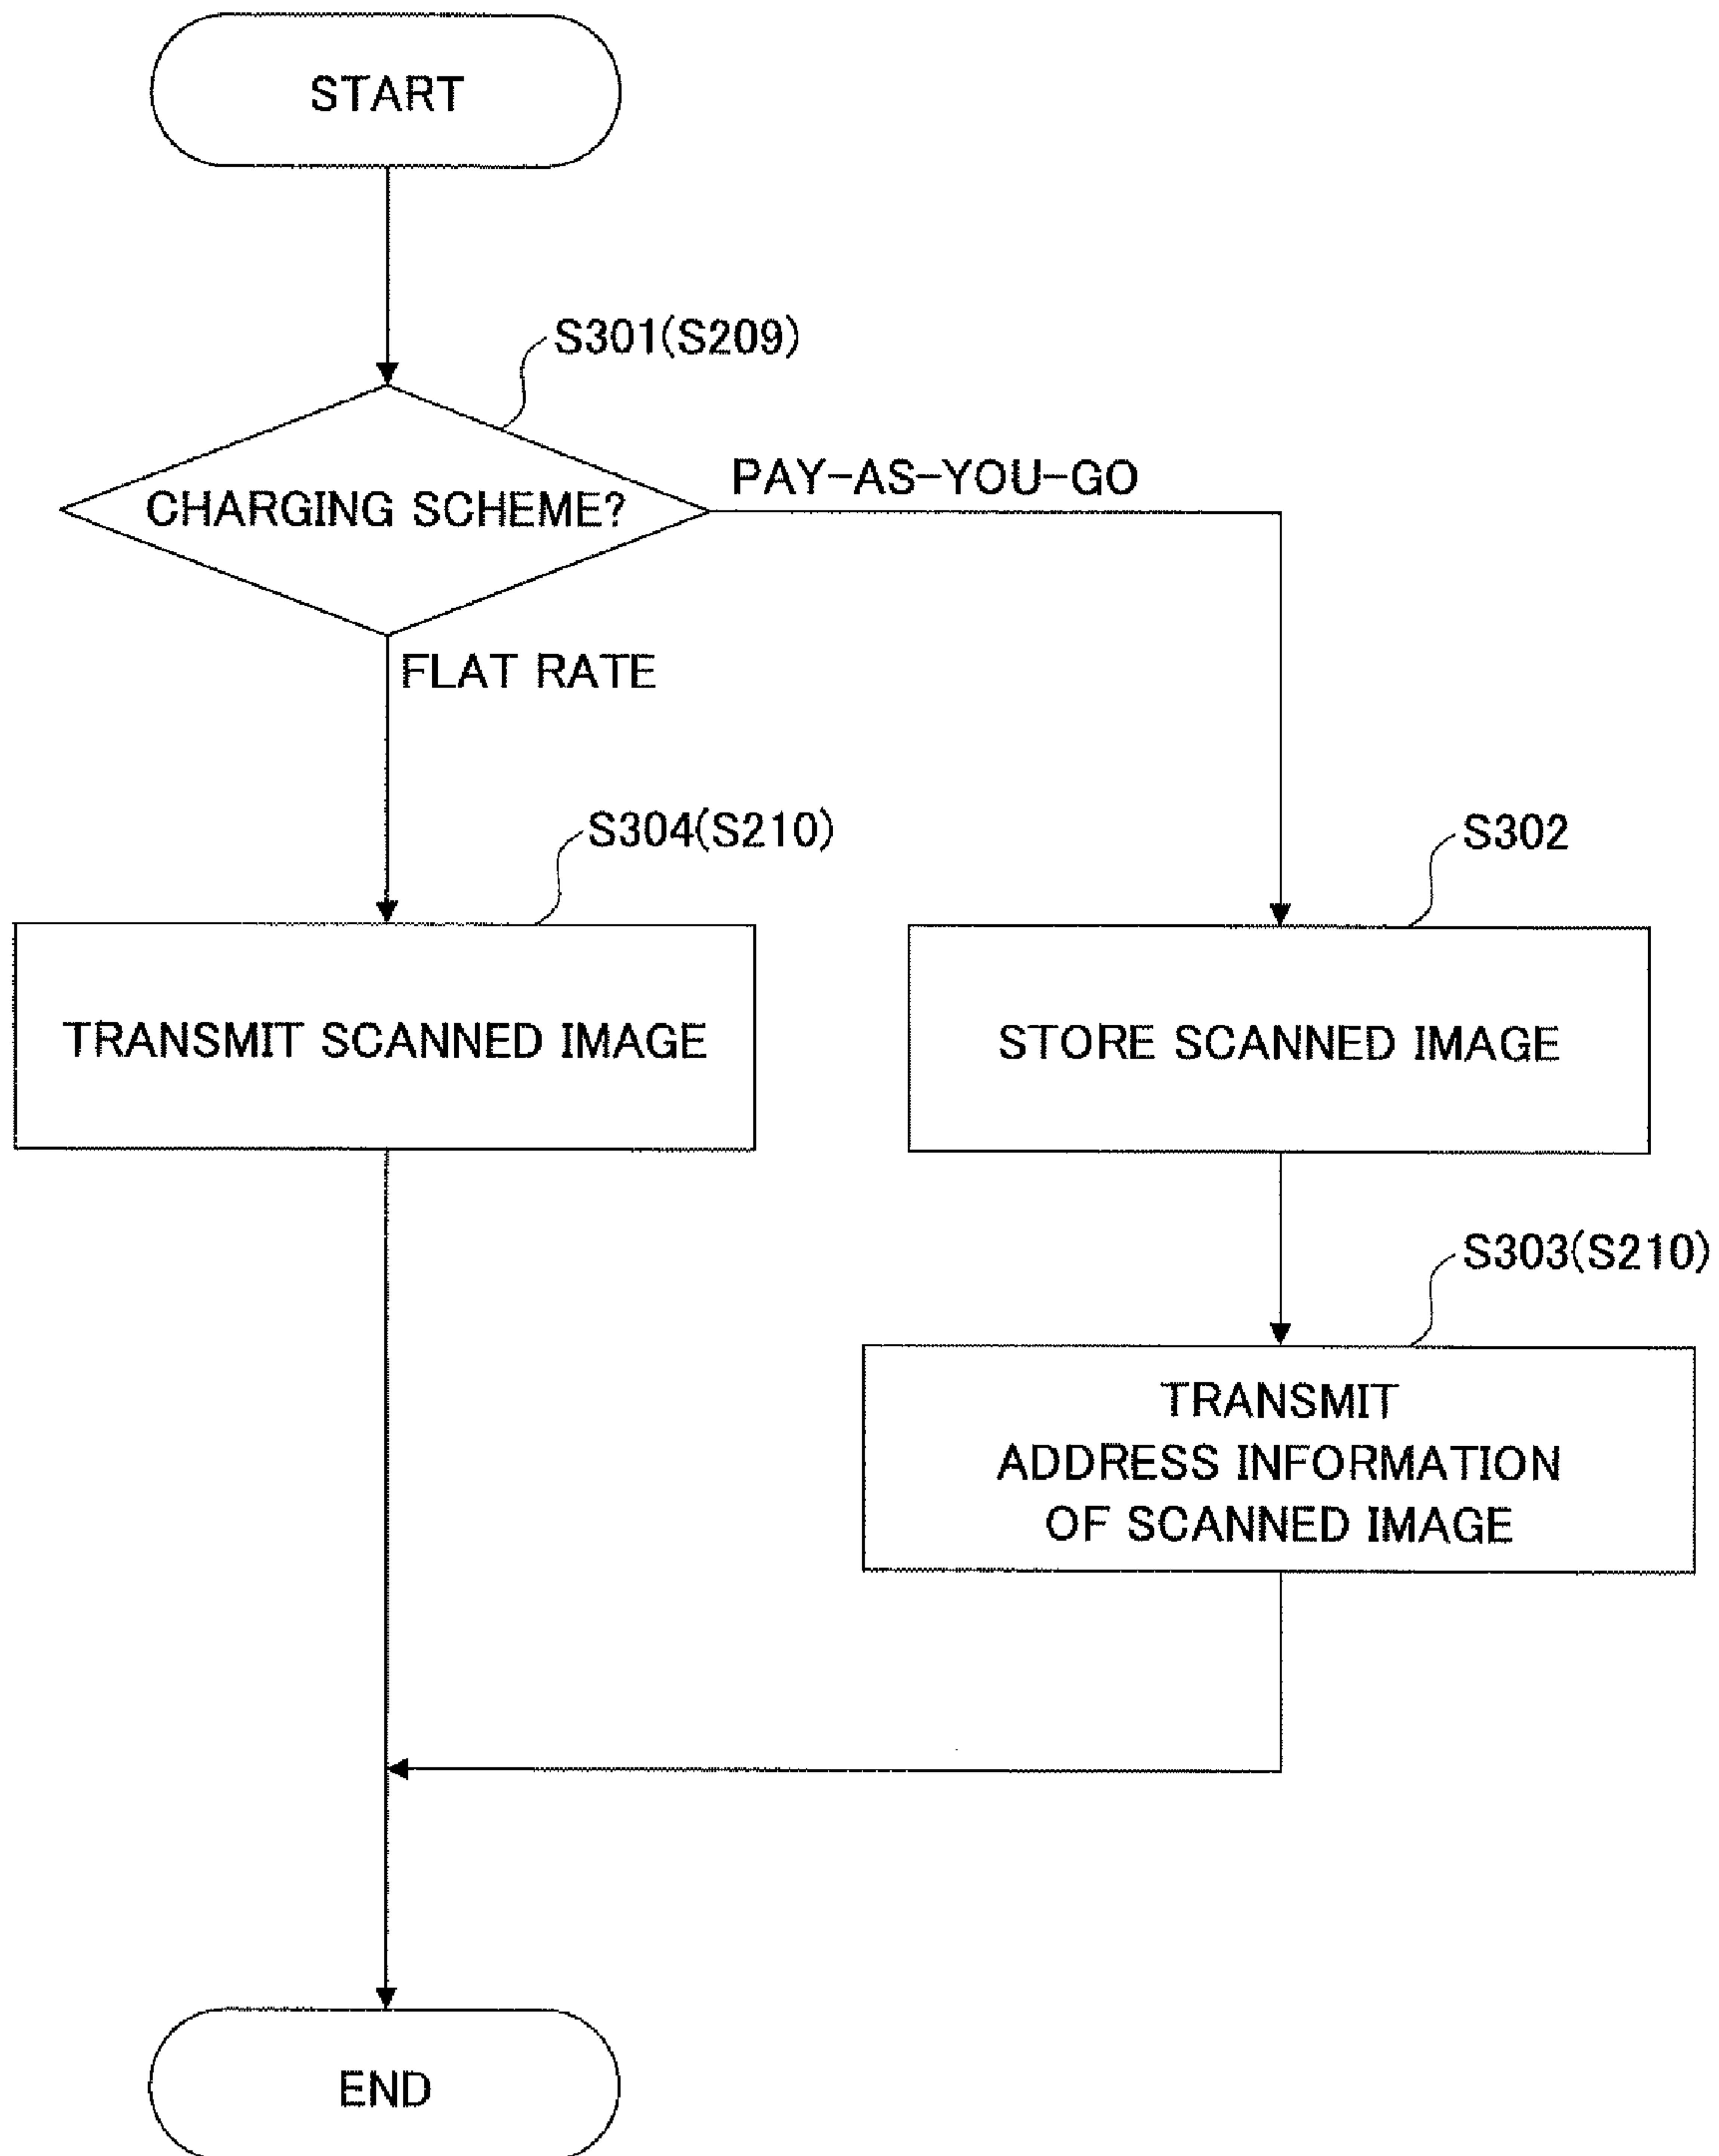 START
S301(S209)
CHARGING SCHEME?
PAY-AS-YOU-GO
FLAT RATE
S304(S210)
S302
TRANSMIT SCANNED IMAGE
STORE SCANNED IMAGE
S303(S210)
TRANSMIT
ADDRESS INFORMATION
OF SCANNED IMAGE
END